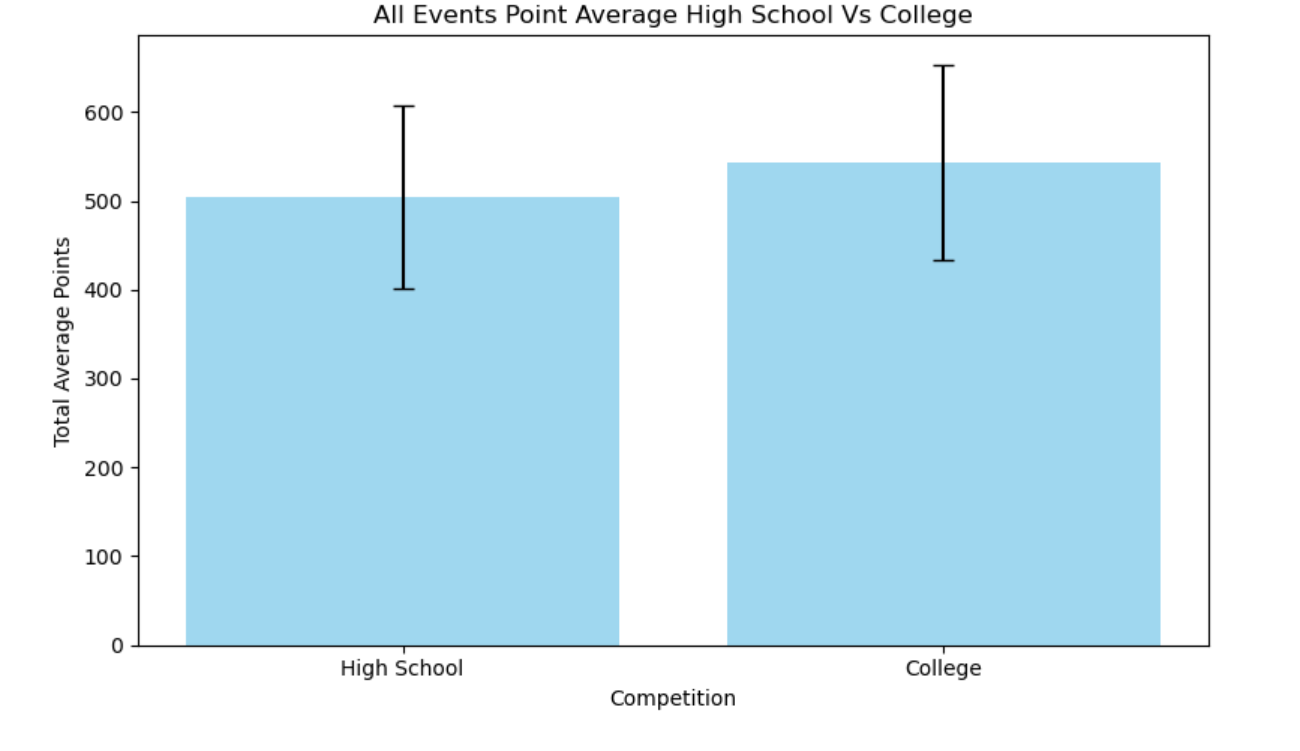 All Events Point Average High School Vs College
Total Average Points
600
500
400
300
200
100
0
High School
College
Competition